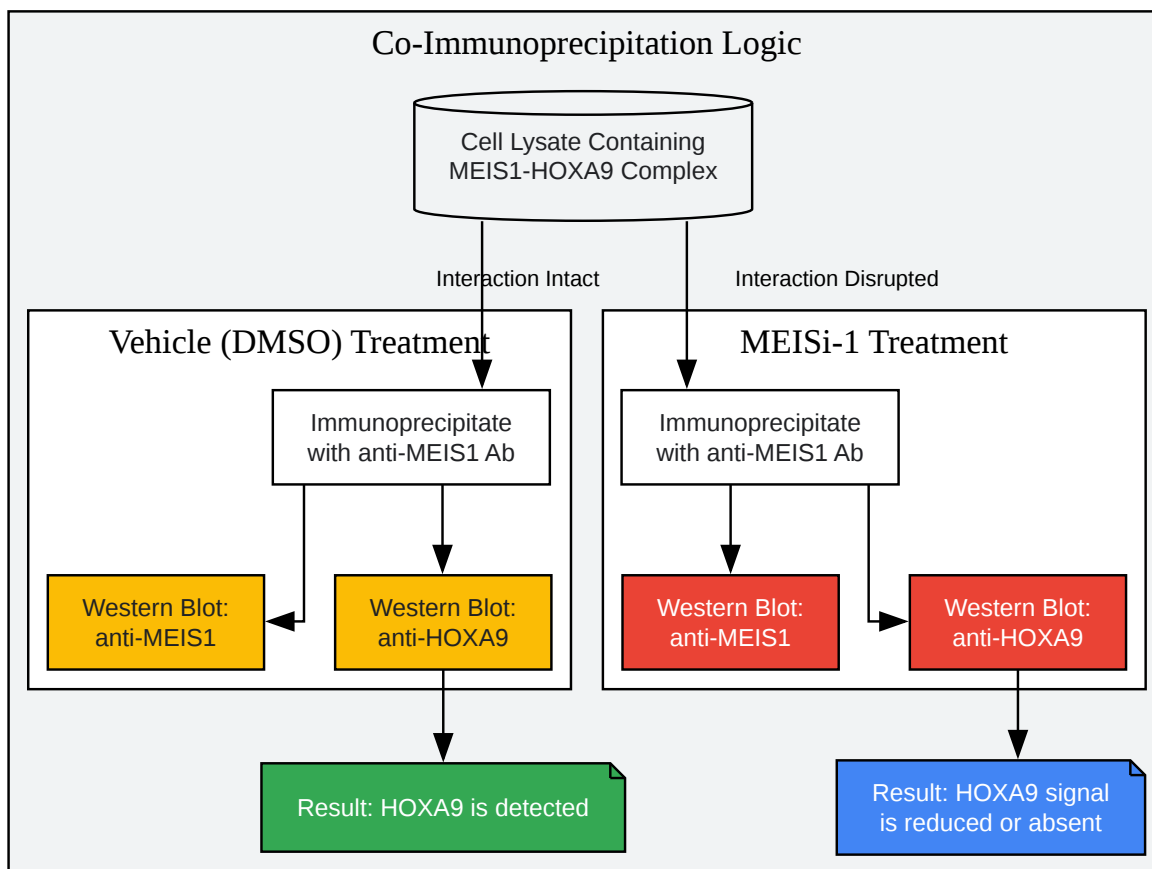 Co-Immunoprecipitation Logic
Cell Lysate Containing
MEIS1-HOXA9 Complex
Interaction Intact
Interaction Disrupted
Vehicle (DMSO) Treatment
MEISi-1 Treatment
Immunoprecipitate
with anti-MEIS1 Ab
Immunoprecipitate
with anti-MEIS1 Ab
Western Blot:
anti-MEIS1
Western Blot:
anti-HOXA9
Western Blot:
anti-MEIS1
Western Blot:
anti-HOXA9
Result: HOXA9 is detected
Result: HOXA9 signal
is reduced or absent